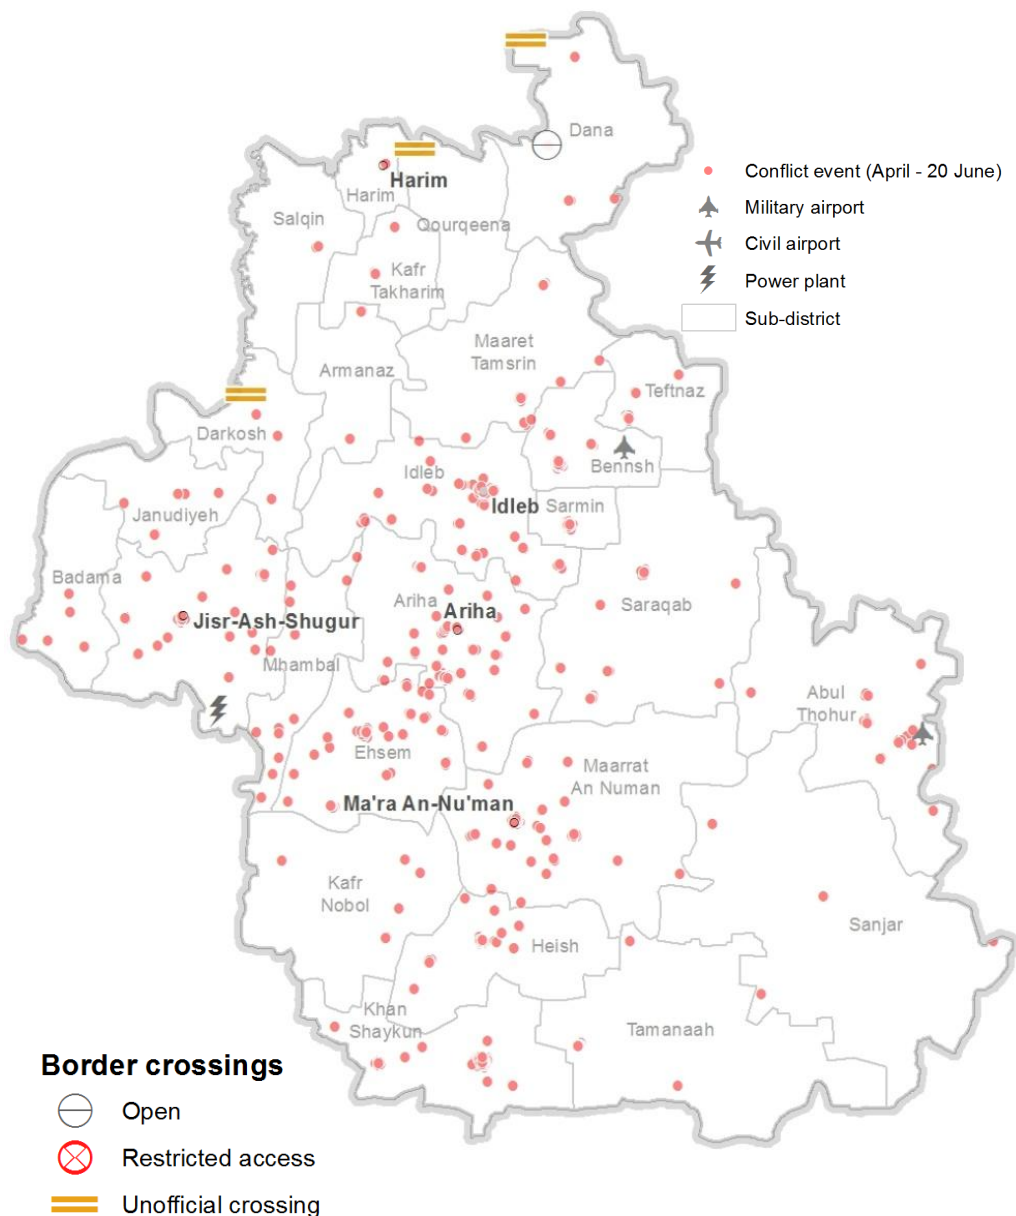 Dana
Conflict event (April - 20 June)
Military airport
Civil airport
Power plant
Sub-district
Harim
Harim
Salqin
Qourqeena
Kafr
Takharim
Maaret
Tamsrin
Armanaz
Teftnaz
Darkosh
Idleb
Bennsh
Idleb
Sarmin
Janudiyeh
Badama
Ariha
Ariha
Saraqab
Jisr-Ash-Shugur
Mhambal
Abul
Thohur
Ehsem
Maarrat
An Numan
Ma'ra An-Nu'man
Kafr
Nobol
Sanjar
Heish
Khan
Shaykun
Tamanaah
Border crossings
Open
Restricted access
Unofficial crossing